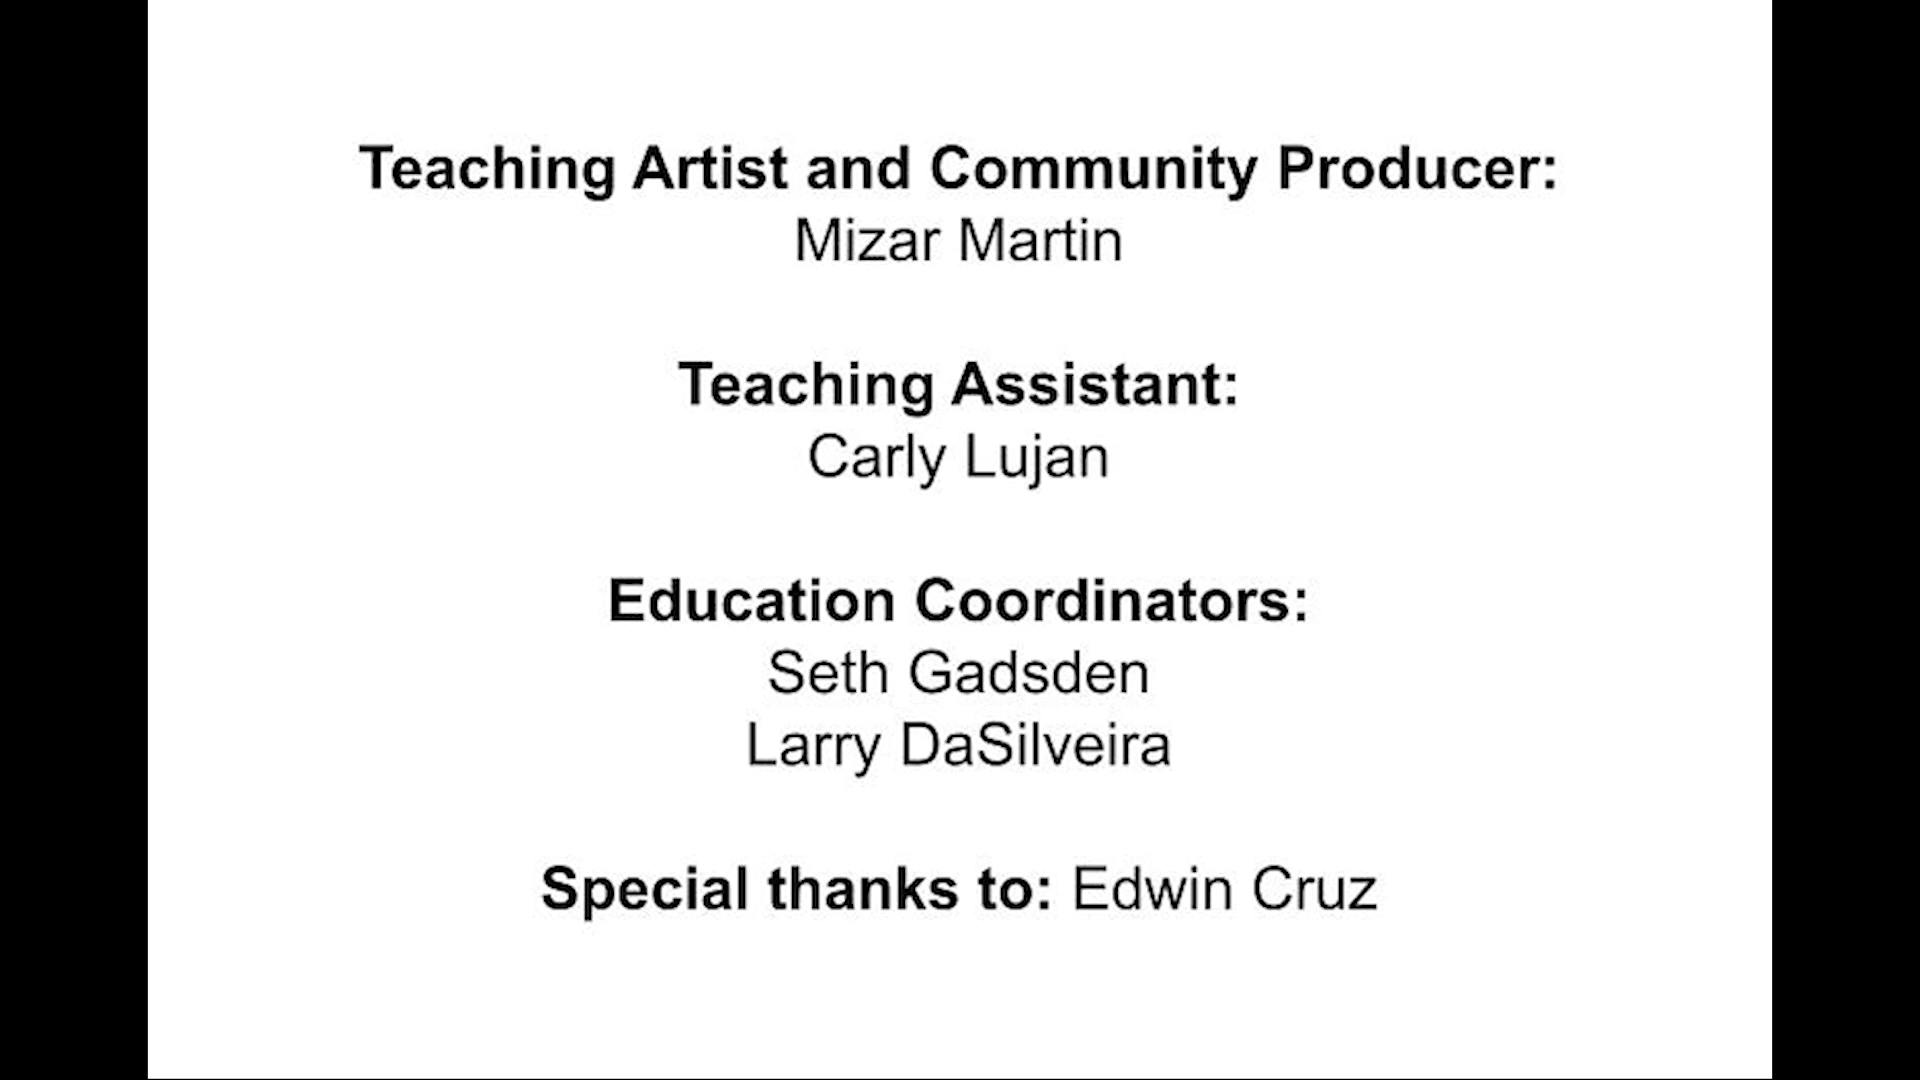 Teaching Artist and Community Producer:
Mizar Martin
Teaching Assistant:
Carly Lujan
Education Coordinators:
Seth Gadsden
Larry DaSilveira
Special thanks to: Edwin Cruz